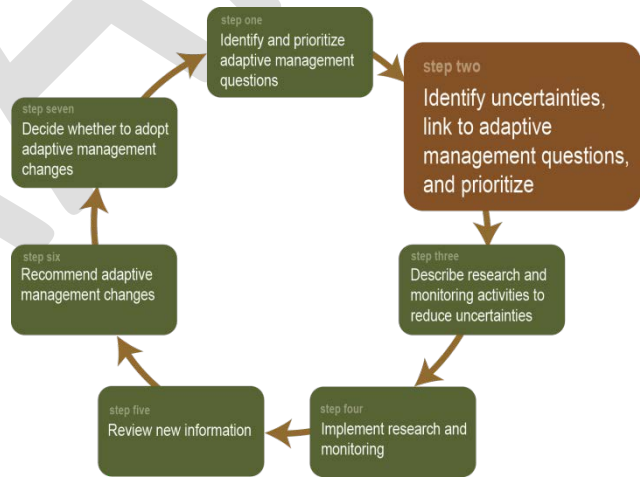 step one
Identify and prioritize
adaptive management
questions
step two
Identify uncertainties,
link to adaptive
management questions,
and prioritize
step three
Describe research and
monitoring activities to
reduce uncertainties
step four
Implement research and
monitoring
step five
Review new information
step six
Recommend adaptive
management changes
step seven
Decide whether to adopt
adaptive management
changes